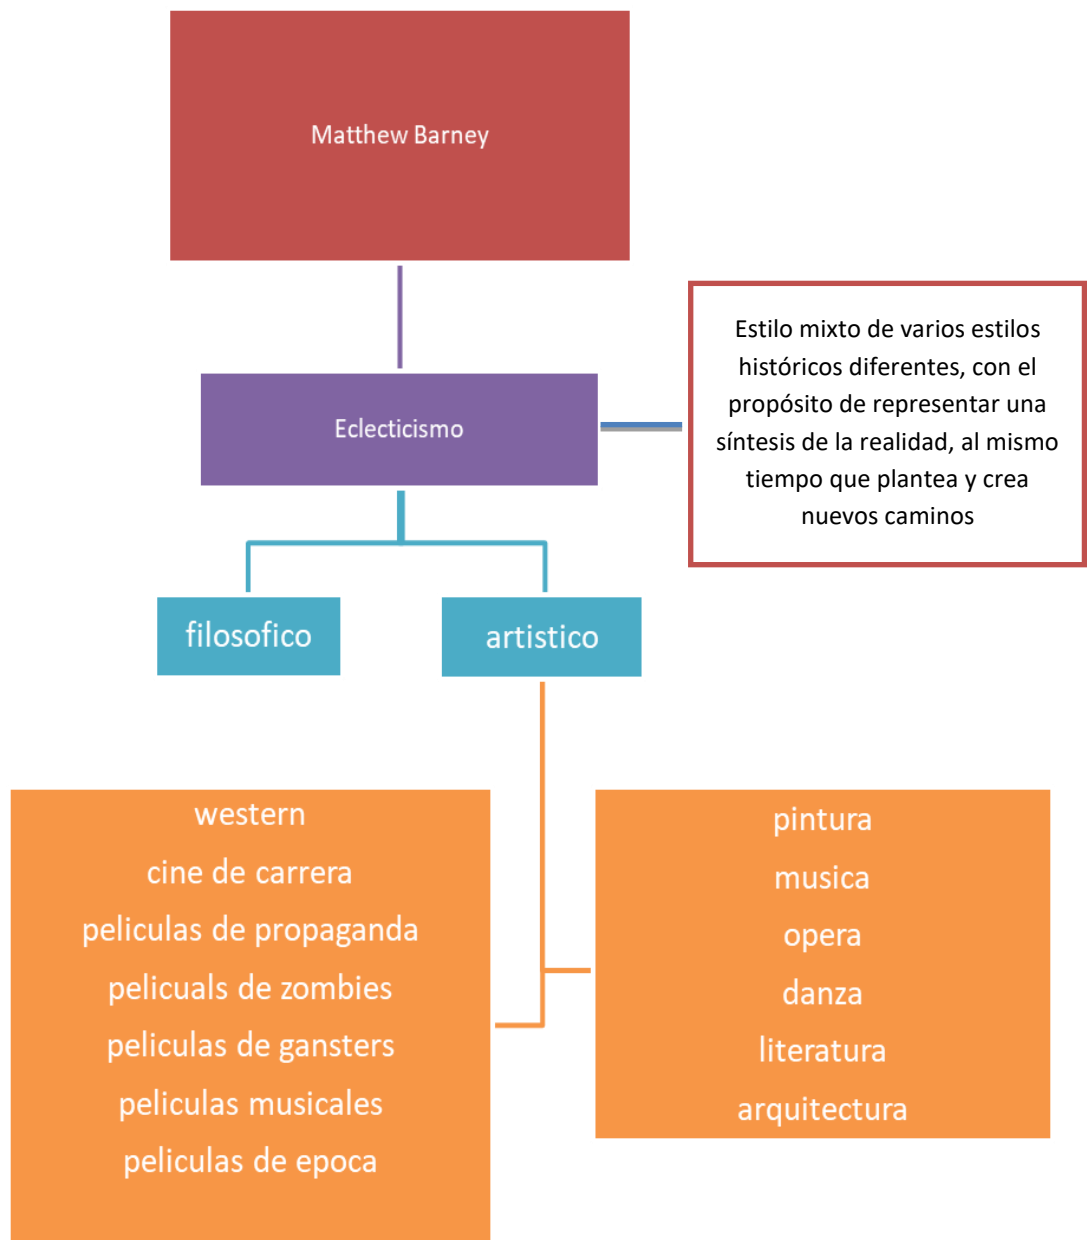 Matthew Barney
Eclecticismo
Estilo mixto de varios estilos
históricos diferentes, con el
propósito de representar una
síntesis de la realidad, al mismo
tiempo que plantea y crea
nuevos caminos
filosofico
artistico
western
cine de carrera
peliculas de propaganda
pelicuals de zombies
peliculas de gansters
peliculas musicales
peliculas de epoca
pintura
musica
opera
danza
literatura
arquitectura